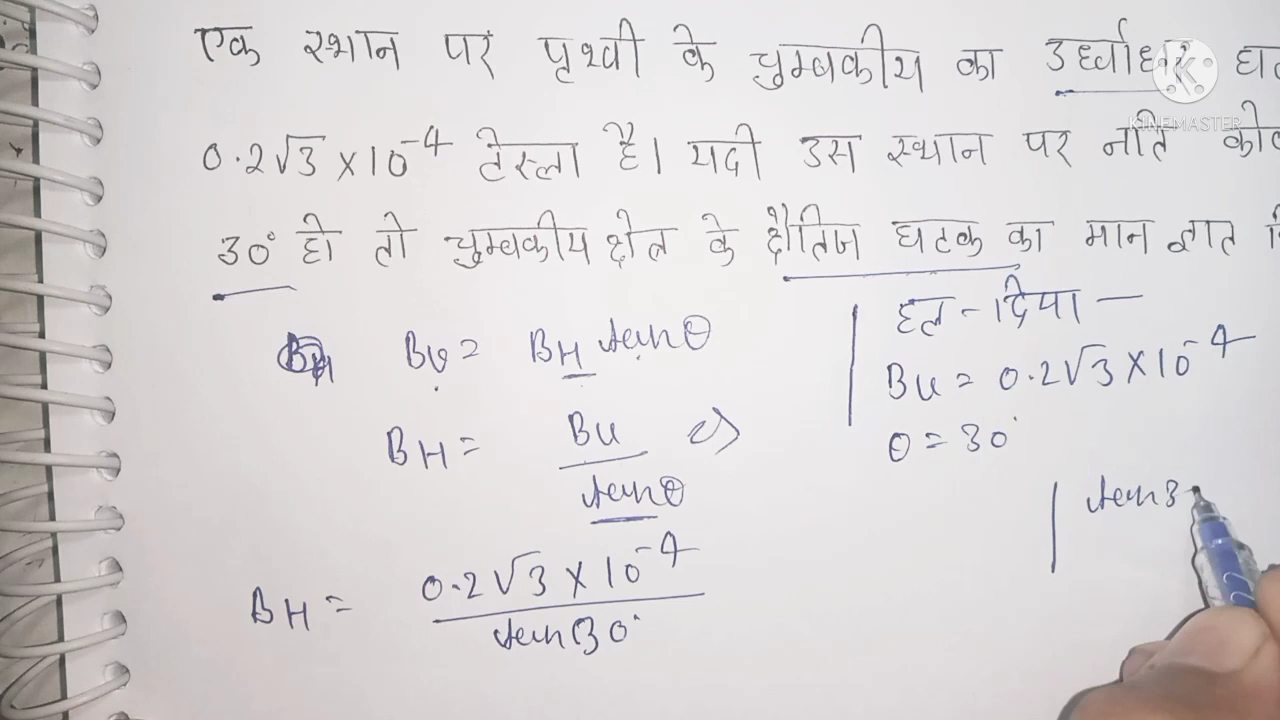 एक स्थान पर पृथ्वी के चुम्बकीय का उर्ध्वाधर
0.2√3 × 10⁻⁴ टेस्ला है। यदी उस स्थान पर नति
30° हो तो चुम्बकीय क्षेत्र के क्षैतिज घटक का मान ज्ञात
हल - दिया -
Bv = BH tanθ
Bv = 0.2√3 × 10⁻⁴
BH = Bv / tanθ ⇒
θ = 30°
tan3
BH = 0.2√3 × 10⁻⁴ / tan30°
KINEMASTER